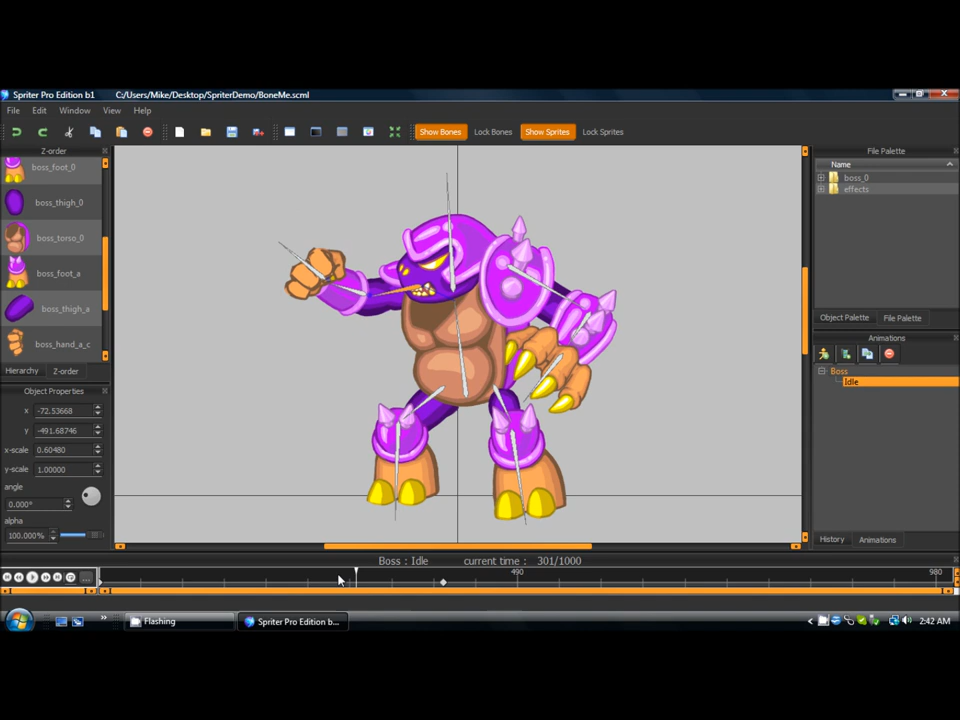 Spriter Pro Edition b1 C:/Users/Mike/Desktop/SpriterDemo/BoneMe.scml
File Edit Window View Help
Show Bones Lock Bones Show Sprites Lock Sprites
Z-order
boss_foot_0
boss_thigh_0
boss_torso_0
boss_foot_a
boss_thigh_a
boss_hand_a_c
Hierarchy Z-order
Object Properties
x -72.53668
y -491.68746
x-scale 0.60480
y-scale 1.00000
angle
0.000°
alpha
100.000%
File Palette
Name
boss_0
effects
Object Palette File Palette
Animations
Boss
Idle
History Animations
Boss : Idle current time : 301/1000
490 980
...
Flashing Spriter Pro Edition b... 2:42 AM